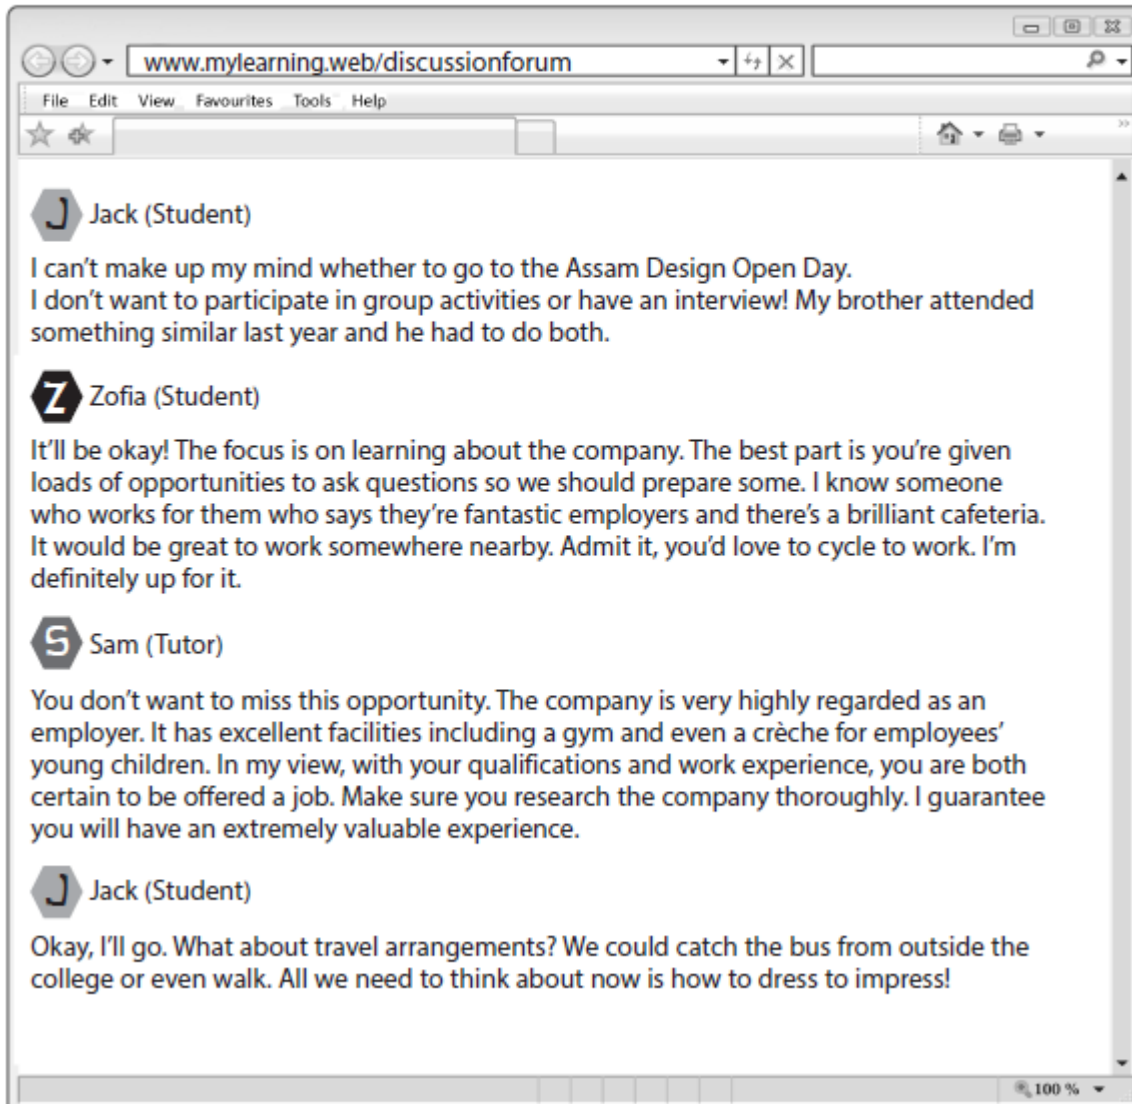 www.mylearning.web/discussionforum
File Edit View Favourites Tools Help
J Jack (Student)
I can't make up my mind whether to go to the Assam Design Open Day.
I don't want to participate in group activities or have an interview! My brother attended
something similar last year and he had to do both.
Z Zofia (Student)
It'll be okay! The focus is on learning about the company. The best part is you're given
loads of opportunities to ask questions so we should prepare some. I know someone
who works for them who says they're fantastic employers and there's a brilliant cafeteria.
It would be great to work somewhere nearby. Admit it, you'd love to cycle to work. I'm
definitely up for it.
S Sam (Tutor)
You don't want to miss this opportunity. The company is very highly regarded as an
employer. It has excellent facilities including a gym and even a crèche for employees'
young children. In my view, with your qualifications and work experience, you are both
certain to be offered a job. Make sure you research the company thoroughly. I guarantee
you will have an extremely valuable experience.
J Jack (Student)
Okay, I'll go. What about travel arrangements? We could catch the bus from outside the
college or even walk. All we need to think about now is how to dress to impress!
100 %